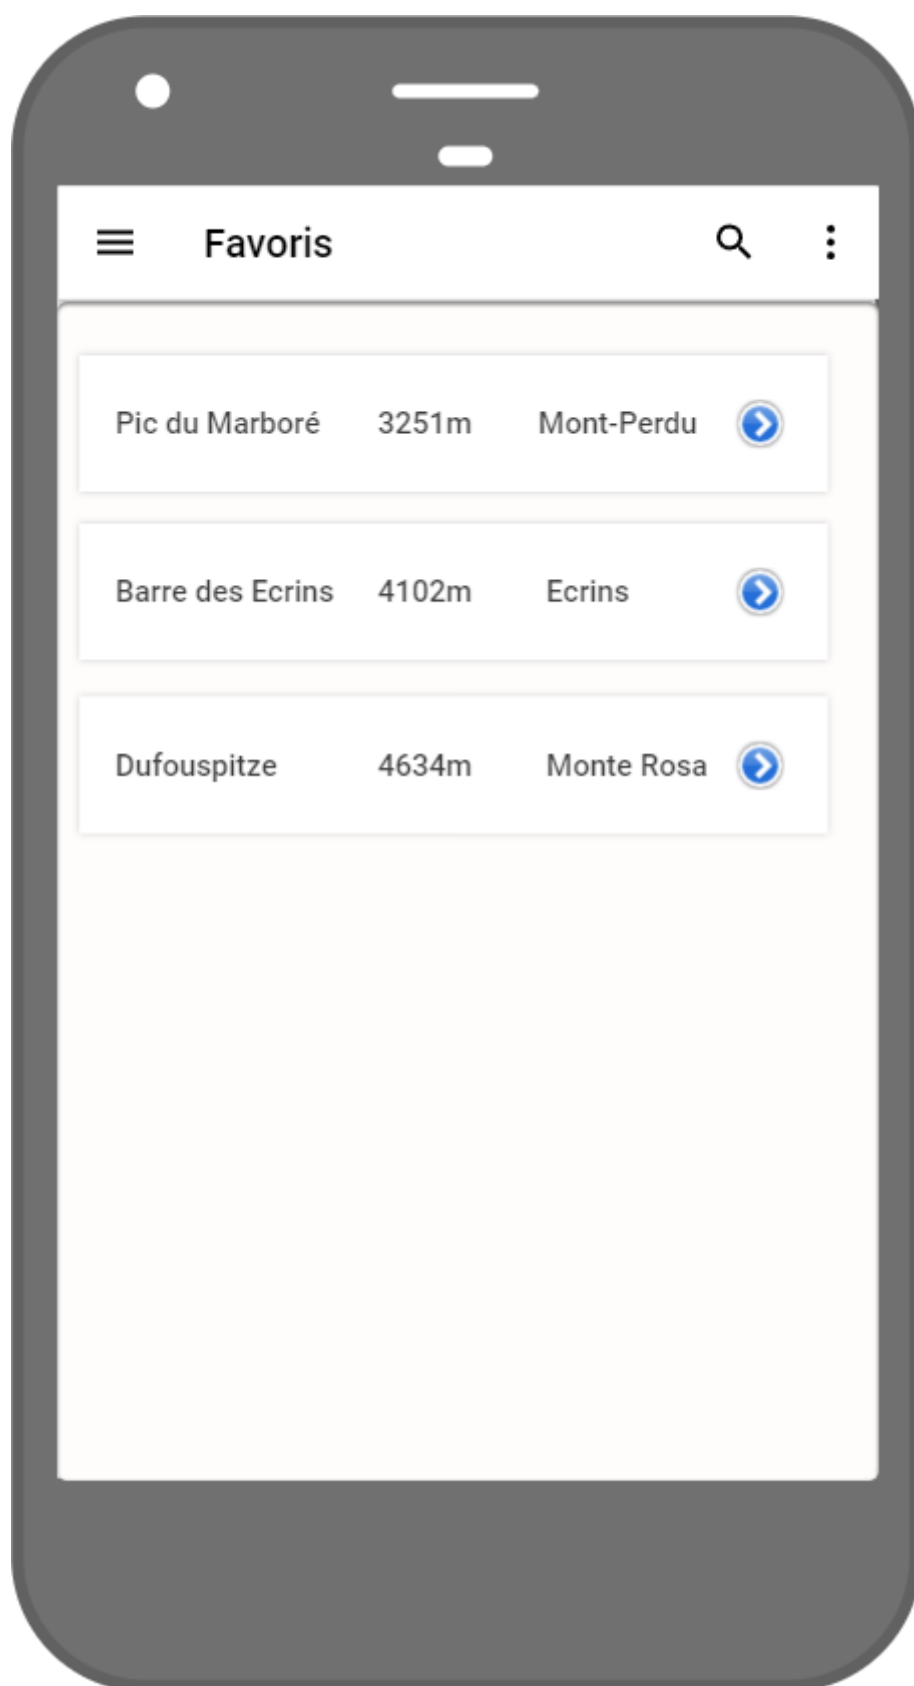 Favoris
Pic du Marboré 3251m Mont-Perdu
Barre des Ecrins 4102m Ecrins
Dufouspitze 4634m Monte Rosa